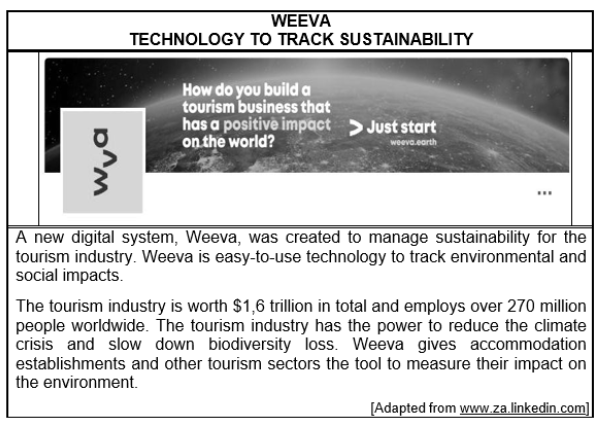 WEEVA
TECHNOLOGY TO TRACK SUSTAINABILITY
How do you build a
tourism business that
has a positive impact
on the world?
> Just start
weeva.earth
wva
...
A new digital system, Weeva, was created to manage sustainability for the
tourism industry. Weeva is easy-to-use technology to track environmental and
social impacts.
The tourism industry is worth $1,6 trillion in total and employs over 270 million
people worldwide. The tourism industry has the power to reduce the climate
crisis and slow down biodiversity loss. Weeva gives accommodation
establishments and other tourism sectors the tool to measure their impact on
the environment.
[Adapted from www.za.linkedin.com]